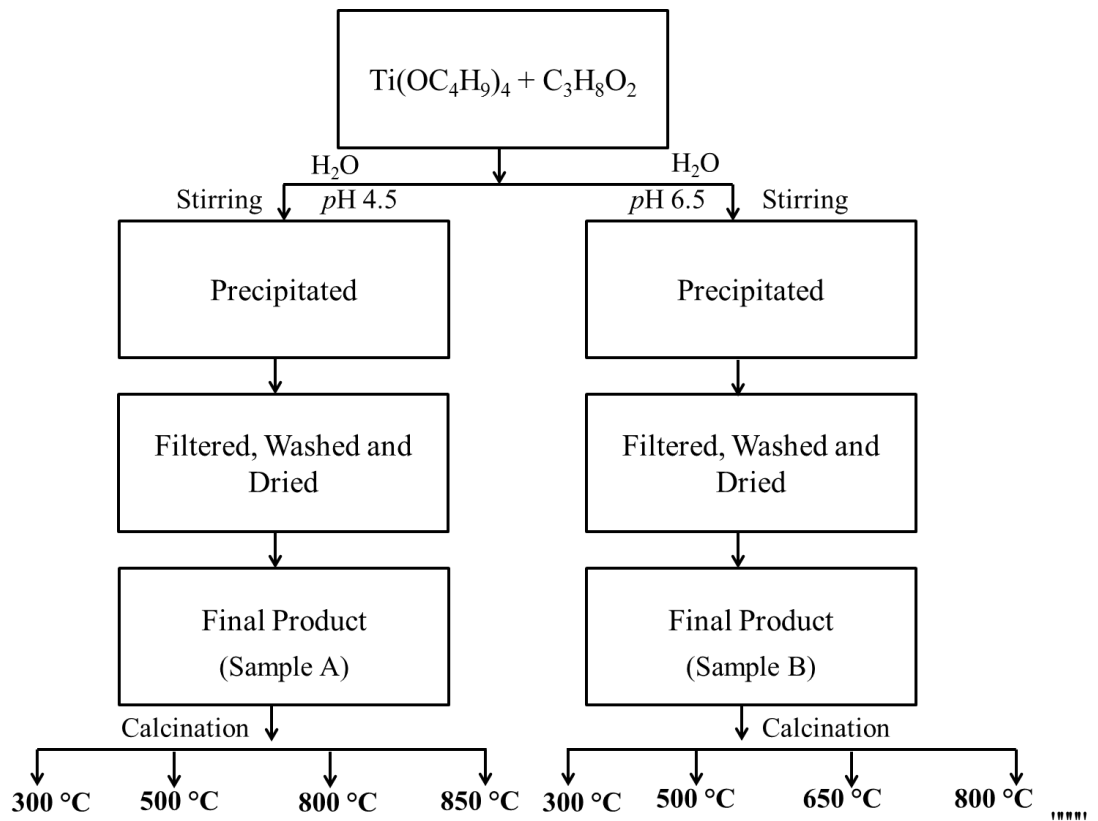 Ti(OC₄H₉)₄ + C₃H₈O₂
H₂O
H₂O
Stirring
pH 4.5
pH 6.5
Stirring
Precipitated
Precipitated
Filtered, Washed and
Dried
Filtered, Washed and
Dried
Final Product
(Sample A)
Final Product
(Sample B)
Calcination
Calcination
300 °C
500 °C
800 °C
850 °C
300 °C
500 °C
650 °C
800 °C